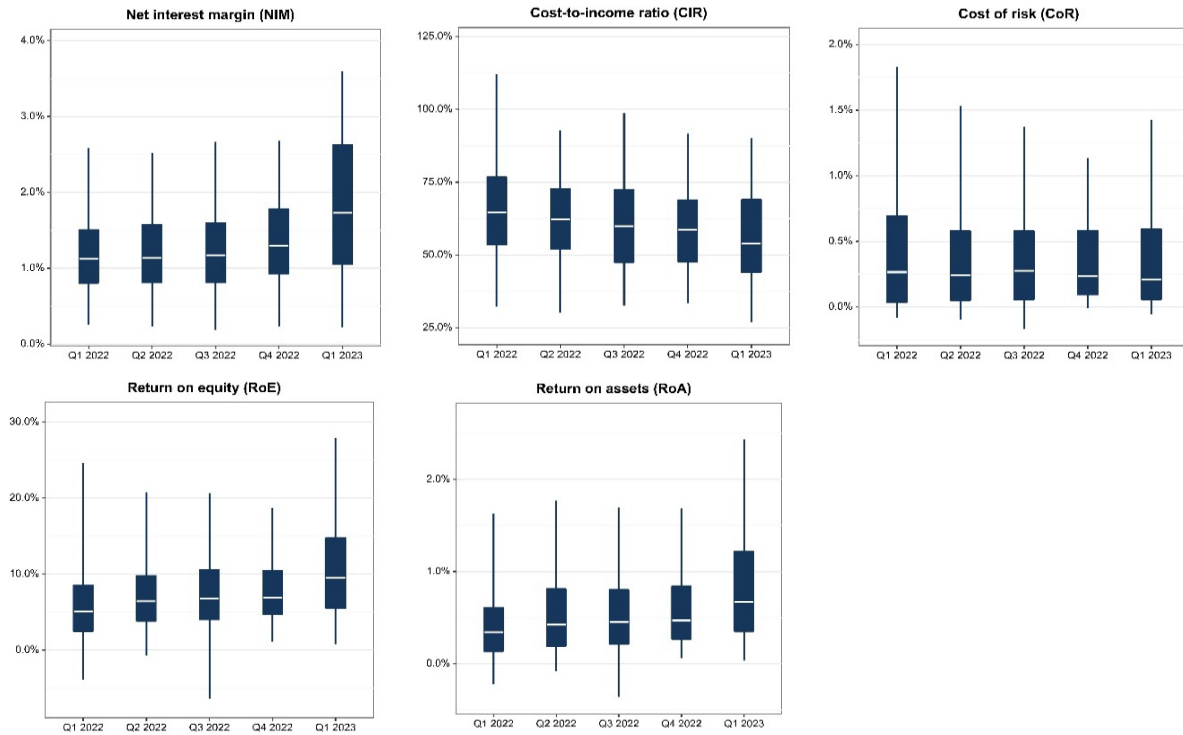 Net interest margin (NIM)
4.0%
3.0%
2.0%
1.0%
0.0%
Q1 2022 Q2 2022 Q3 2022 Q4 2022 Q1 2023
Cost-to-income ratio (CIR)
125.0%
100.0%
75.0%
50.0%
25.0%
Q1 2022 Q2 2022 Q3 2022 Q4 2022 Q1 2023
Cost of risk (CoR)
2.0%
1.5%
1.0%
0.5%
0.0%
Q1 2022 Q2 2022 Q3 2022 Q4 2022 Q1 2023
Return on equity (RoE)
30.0%
20.0%
10.0%
0.0%
Q1 2022 Q2 2022 Q3 2022 Q4 2022 Q1 2023
Return on assets (RoA)
2.0%
1.0%
0.0%
Q1 2022 Q2 2022 Q3 2022 Q4 2022 Q1 2023